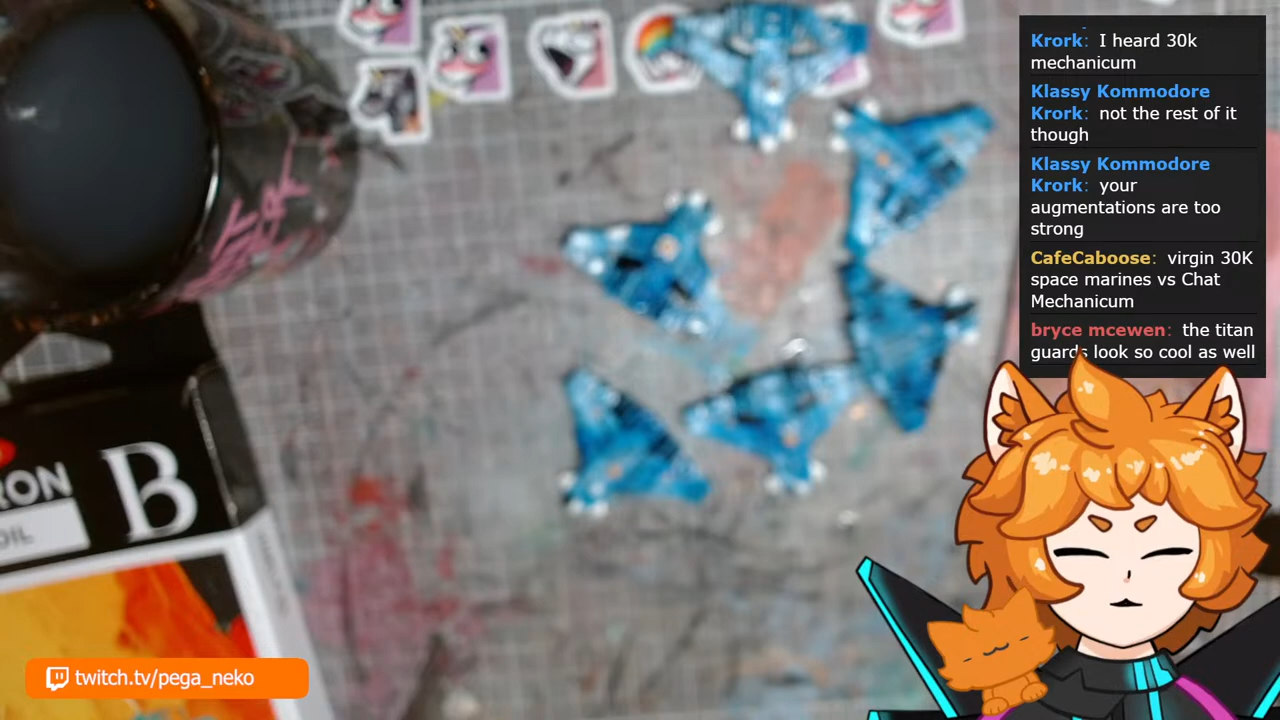 Krork: I heard 30k
mechanicum
Klassy Kommodore
Krork: not the rest of it
though
Klassy Kommodore
Krork: your
augmentations are too
strong
CafeCaboose: virgin 30K
space marines vs Chat
Mechanicum
bryce mcewen: the titan
guards look so cool as well
RON B
OIL
twitch.tv/pega_neko